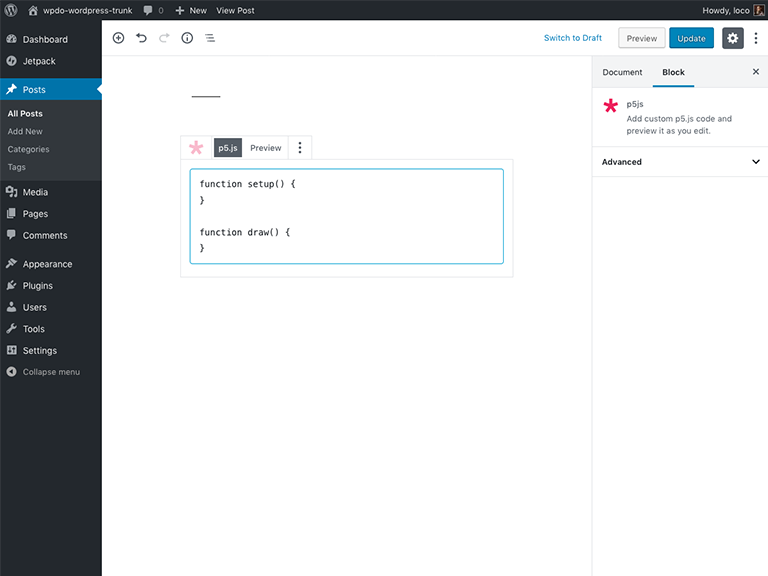 wpdo-wordpress-trunk 0 New View Post Howdy, loco
Dashboard
Jetpack
Posts
All Posts
Add New
Categories
Tags
Media
Pages
Comments
Appearance
Plugins
Users
Tools
Settings
Collapse menu
Switch to Draft Preview Update
p5.js Preview
function setup() {
}
function draw() {
}
Document Block
p5js
Add custom p5.js code and
preview it as you edit.
Advanced